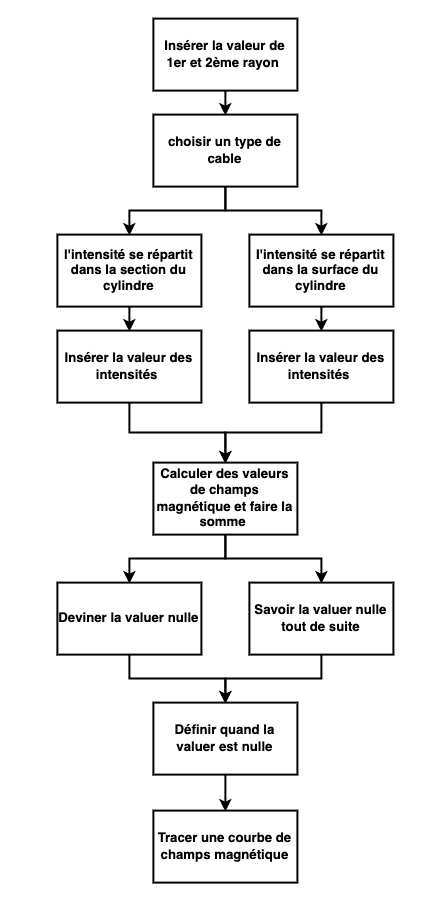 Insérer la valeur de
1er et 2ème rayon
choisir un type de
cable
l'intensité se répartit
dans la section du
cylindre
l'intensité se répartit
dans la surface du
cylindre
Insérer la valeur des
intensités
Insérer la valeur des
intensités
Calculer des valeurs
de champs
magnétique et faire la
somme
Deviner la valuer nulle
Savoir la valuer nulle
tout de suite
Définir quand la
valuer est nulle
Tracer une courbe de
champs magnétique